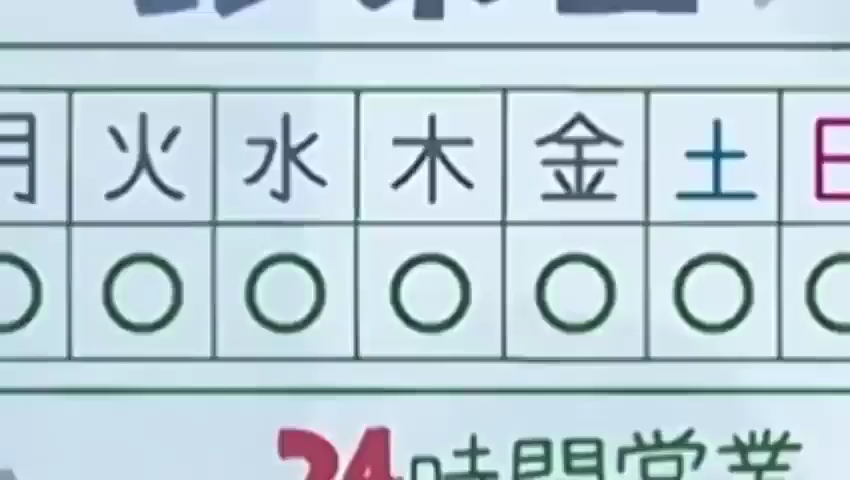 月 火 水 木 金 土 日
○ ○ ○ ○ ○ ○ ○
24時間営業